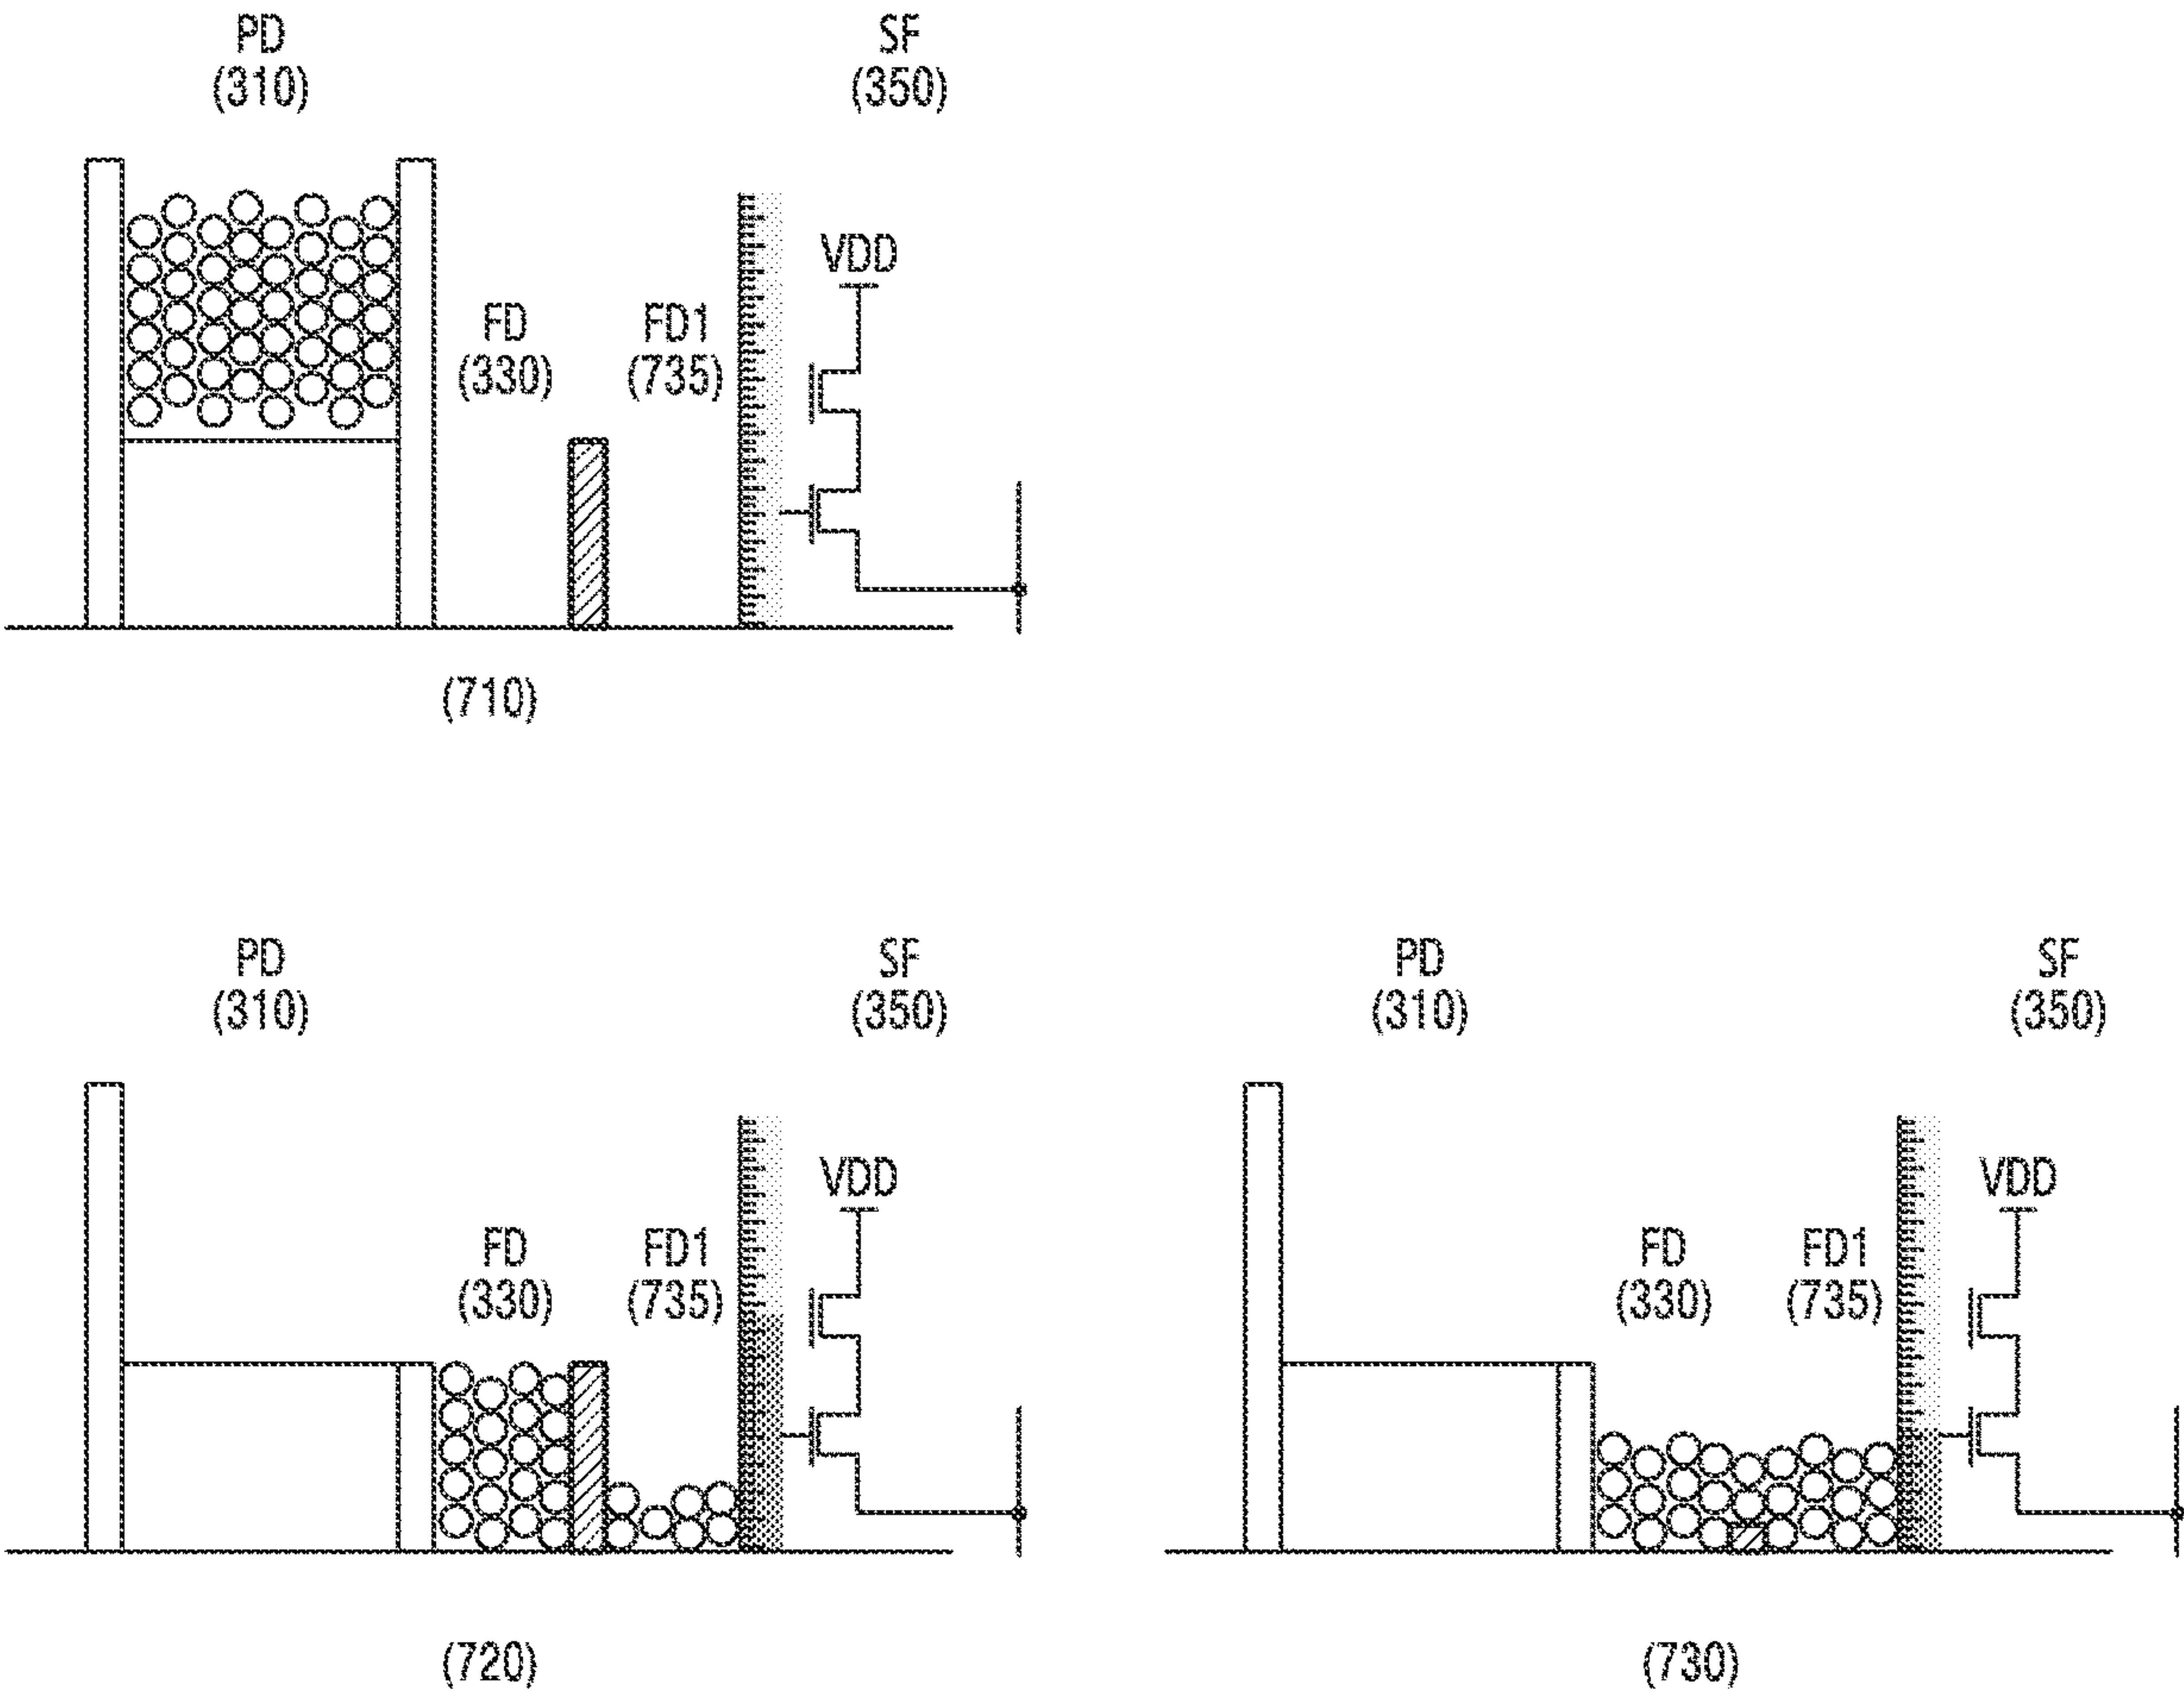 PD
(310)
SF
(350)
VDD
FD
(330)
FD1
(735)
(710)
PD
(310)
SF
(350)
VDD
FD
(330)
FD1
(735)
(720)
PD
(310)
SF
(350)
VDD
FD
(330)
FD1
(735)
(730)